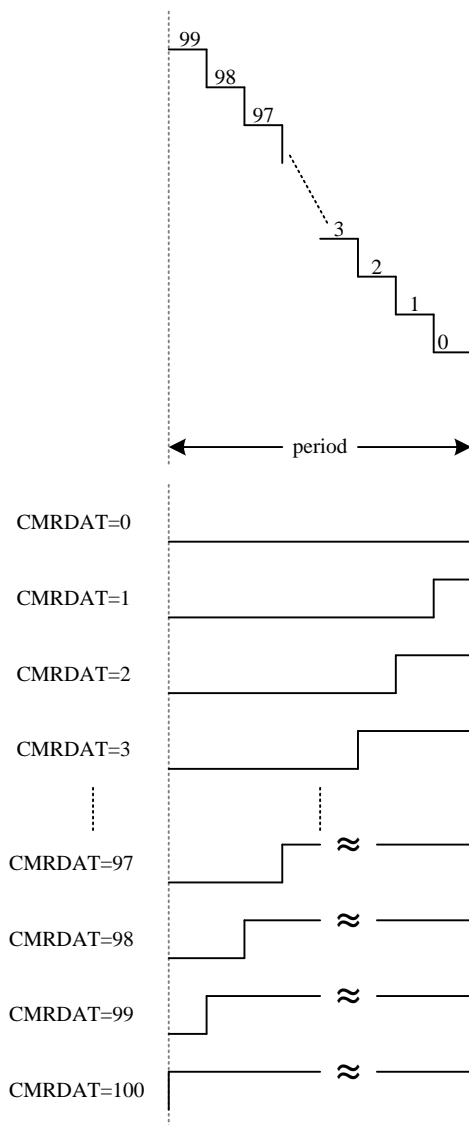 99
98
97
3
2
1
0
period
CMRDAT=0
CMRDAT=1
CMRDAT=2
CMRDAT=3
CMRDAT=97
≈
CMRDAT=98
≈
CMRDAT=99
≈
CMRDAT=100
≈